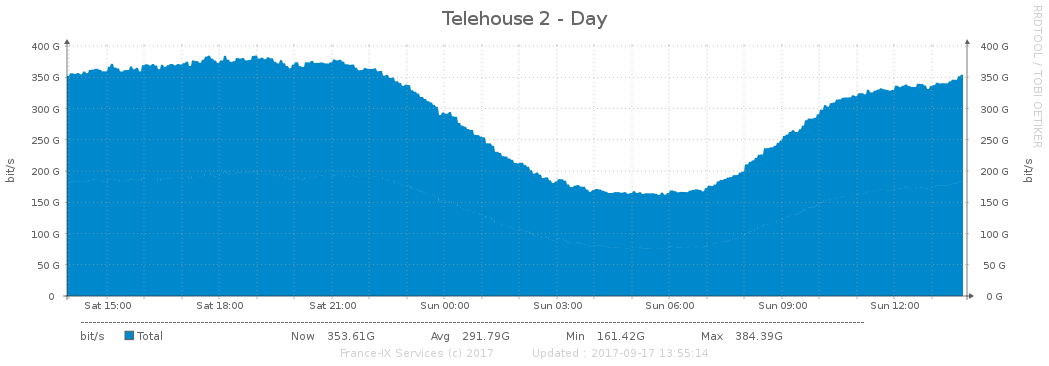 Telehouse 2 - Day
RRDTOOL / TOBI OETIKER
400 G 400 G
350 G 350 G
300 G 300 G
250 G 250 G
200 G 200 G
150 G 150 G
100 G 100 G
50 G 50 G
0 0 G
bit/s
bit/s
Sat 15:00 Sat 18:00 Sat 21:00 Sun 00:00 Sun 03:00 Sun 06:00 Sun 09:00 Sun 12:00
bit/s Total Now 353.61G Avg 291.79G Min 161.42G Max 384.39G
France-IX Services (c) 2017 Updated : 2017-09-17 13:55:14